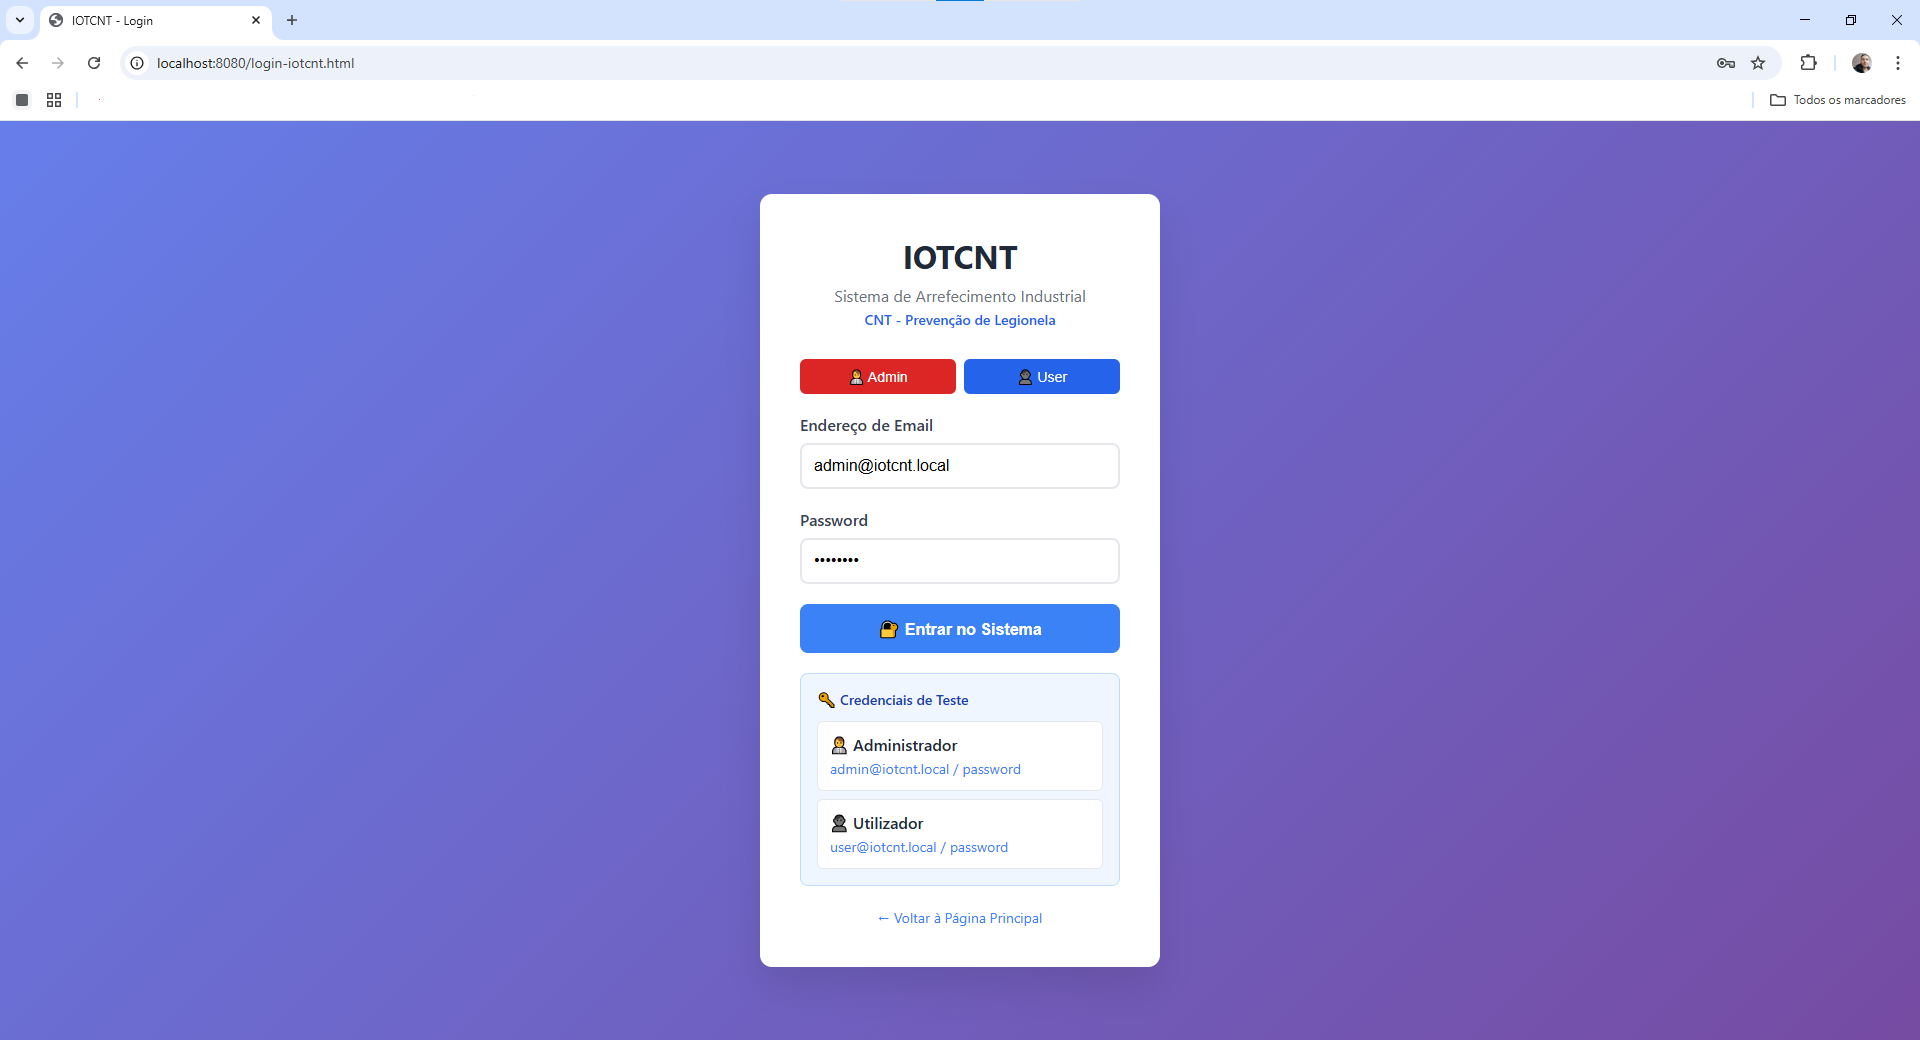 IOTCNT - Login
localhost:8080/login-iotcnt.html
Todos os marcadores
IOTCNT
Sistema de Arrefecimento Industrial
CNT - Prevenção de Legionela
Admin
User
Endereço de Email
admin@iotcnt.local
Password
••••••••
Entrar no Sistema
Credenciais de Teste
Administrador
admin@iotcnt.local / password
Utilizador
user@iotcnt.local / password
← Voltar à Página Principal